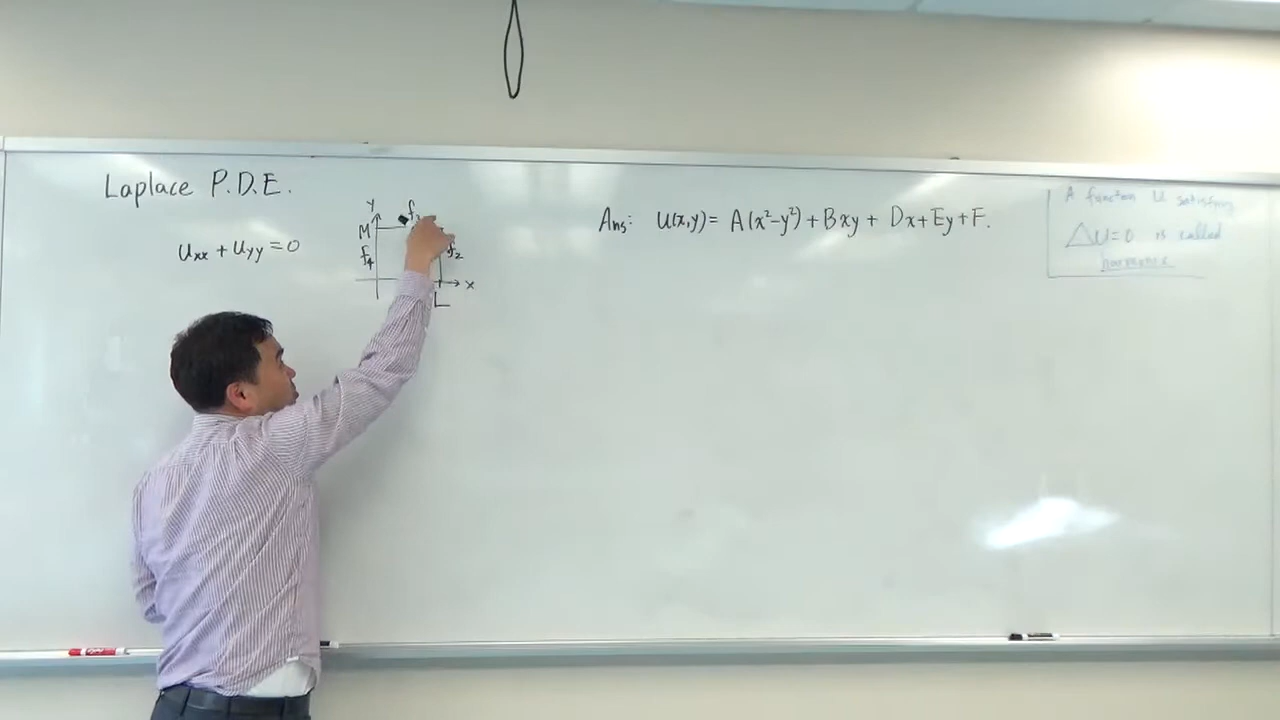 Laplace P.D.E.
Uxx + Uyy = 0
y
M
f4
f2
x
L
Ans: U(x,y) = A(x²-y²) + Bxy + Dx + Ey + F.
A function U satisfying
ΔU = 0 is called
harmonic